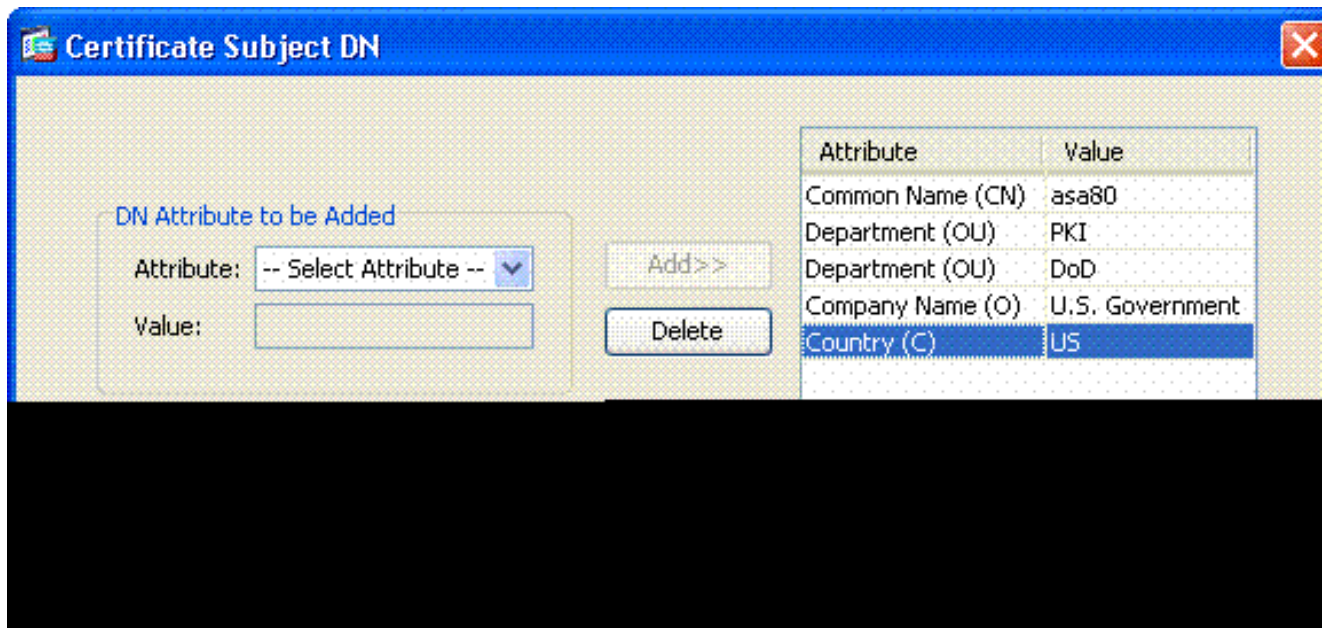 Certificate Subject DN
DN Attribute to be Added
Attribute: -- Select Attribute --
Value:
Add>>
Delete
Attribute Value
Common Name (CN) asa80
Department (OU) PKI
Department (OU) DoD
Company Name (O) U.S. Government
Country (C) US